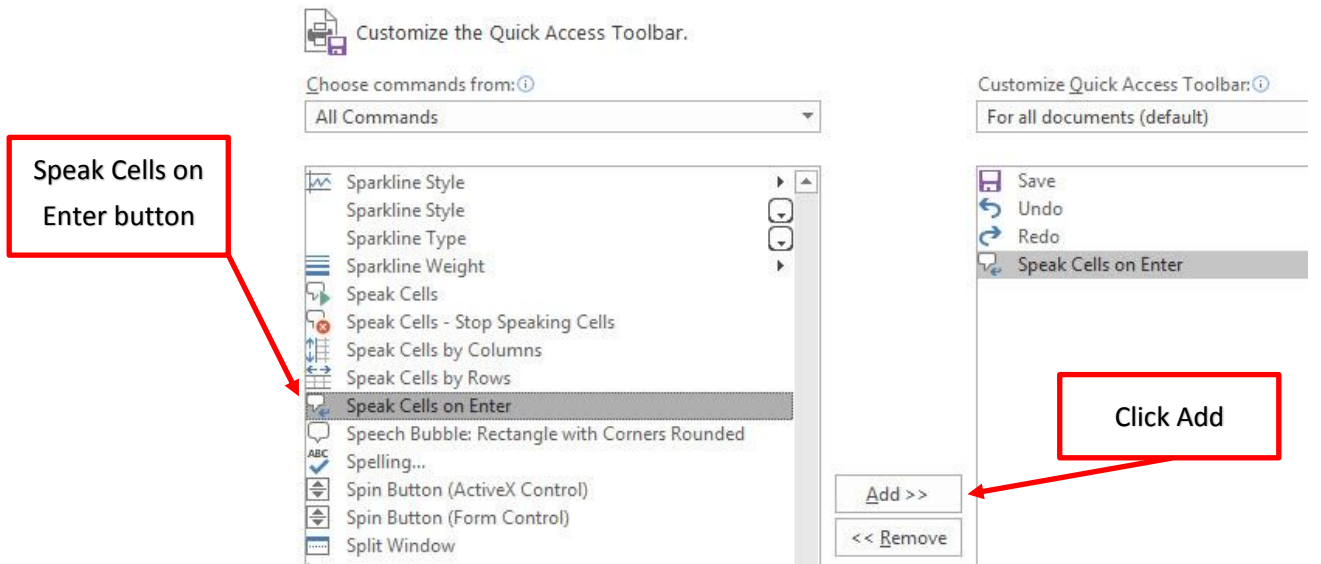 Customize the Quick Access Toolbar.
Choose commands from:
Customize Quick Access Toolbar:
All Commands
For all documents (default)
Speak Cells on
Enter button
Sparkline Style
Sparkline Style
Sparkline Type
Sparkline Weight
Speak Cells
Speak Cells - Stop Speaking Cells
Speak Cells by Columns
Speak Cells by Rows
Speak Cells on Enter
Speech Bubble: Rectangle with Corners Rounded
ABC
Spelling...
Spin Button (ActiveX Control)
Spin Button (Form Control)
Split Window
Add >>
<< Remove
Save
Undo
Redo
Speak Cells on Enter
Click Add